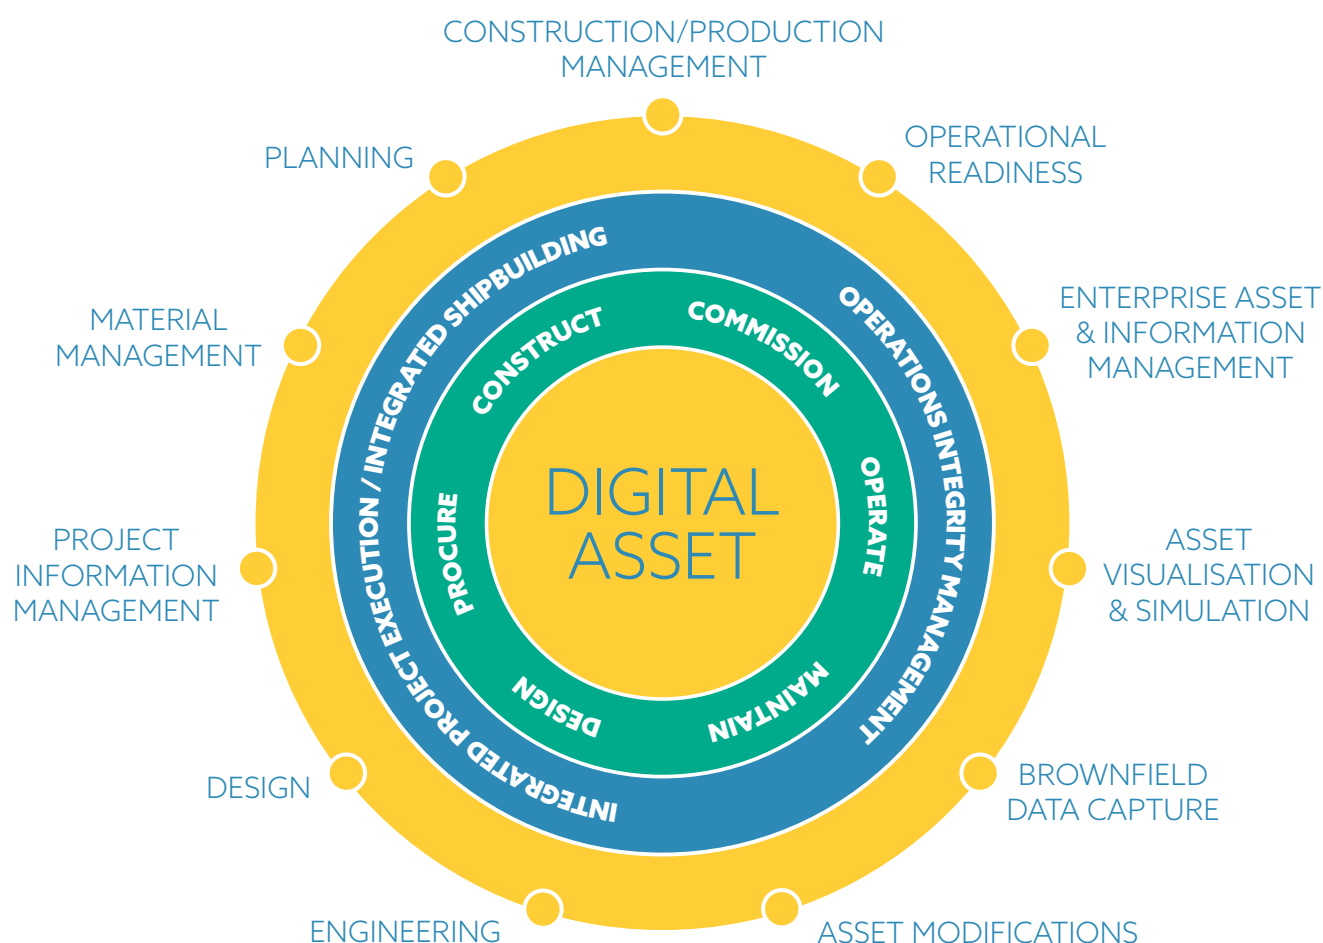 CONSTRUCTION/PRODUCTION
MANAGEMENT
PLANNING
OPERATIONAL
READINESS
MATERIAL
MANAGEMENT
ENTERPRISE ASSET
& INFORMATION
MANAGEMENT
PROJECT
INFORMATION
MANAGEMENT
ASSET
VISUALISATION
& SIMULATION
DESIGN
BROWNFIELD
DATA CAPTURE
ENGINEERING
ASSET MODIFICATIONS
INTEGRATED PROJECT EXECUTION / INTEGRATED SHIPBUILDING
OPERATIONS INTEGRITY MANAGEMENT
DESIGN
PROCURE
CONSTRUCT
COMMISSION
OPERATE
MAINTAIN
DIGITAL
ASSET